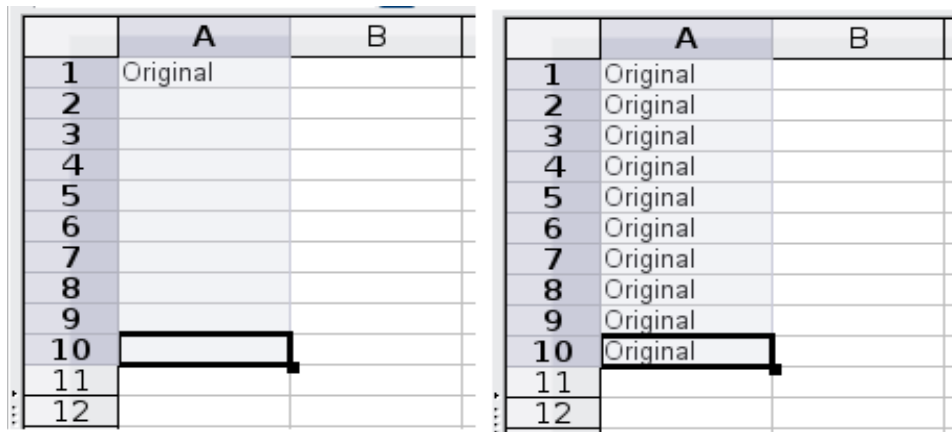 A B
1 Original
2
3
4
5
6
7
8
9
10
11
12
A B
1 Original
2 Original
3 Original
4 Original
5 Original
6 Original
7 Original
8 Original
9 Original
10 Original
11
12